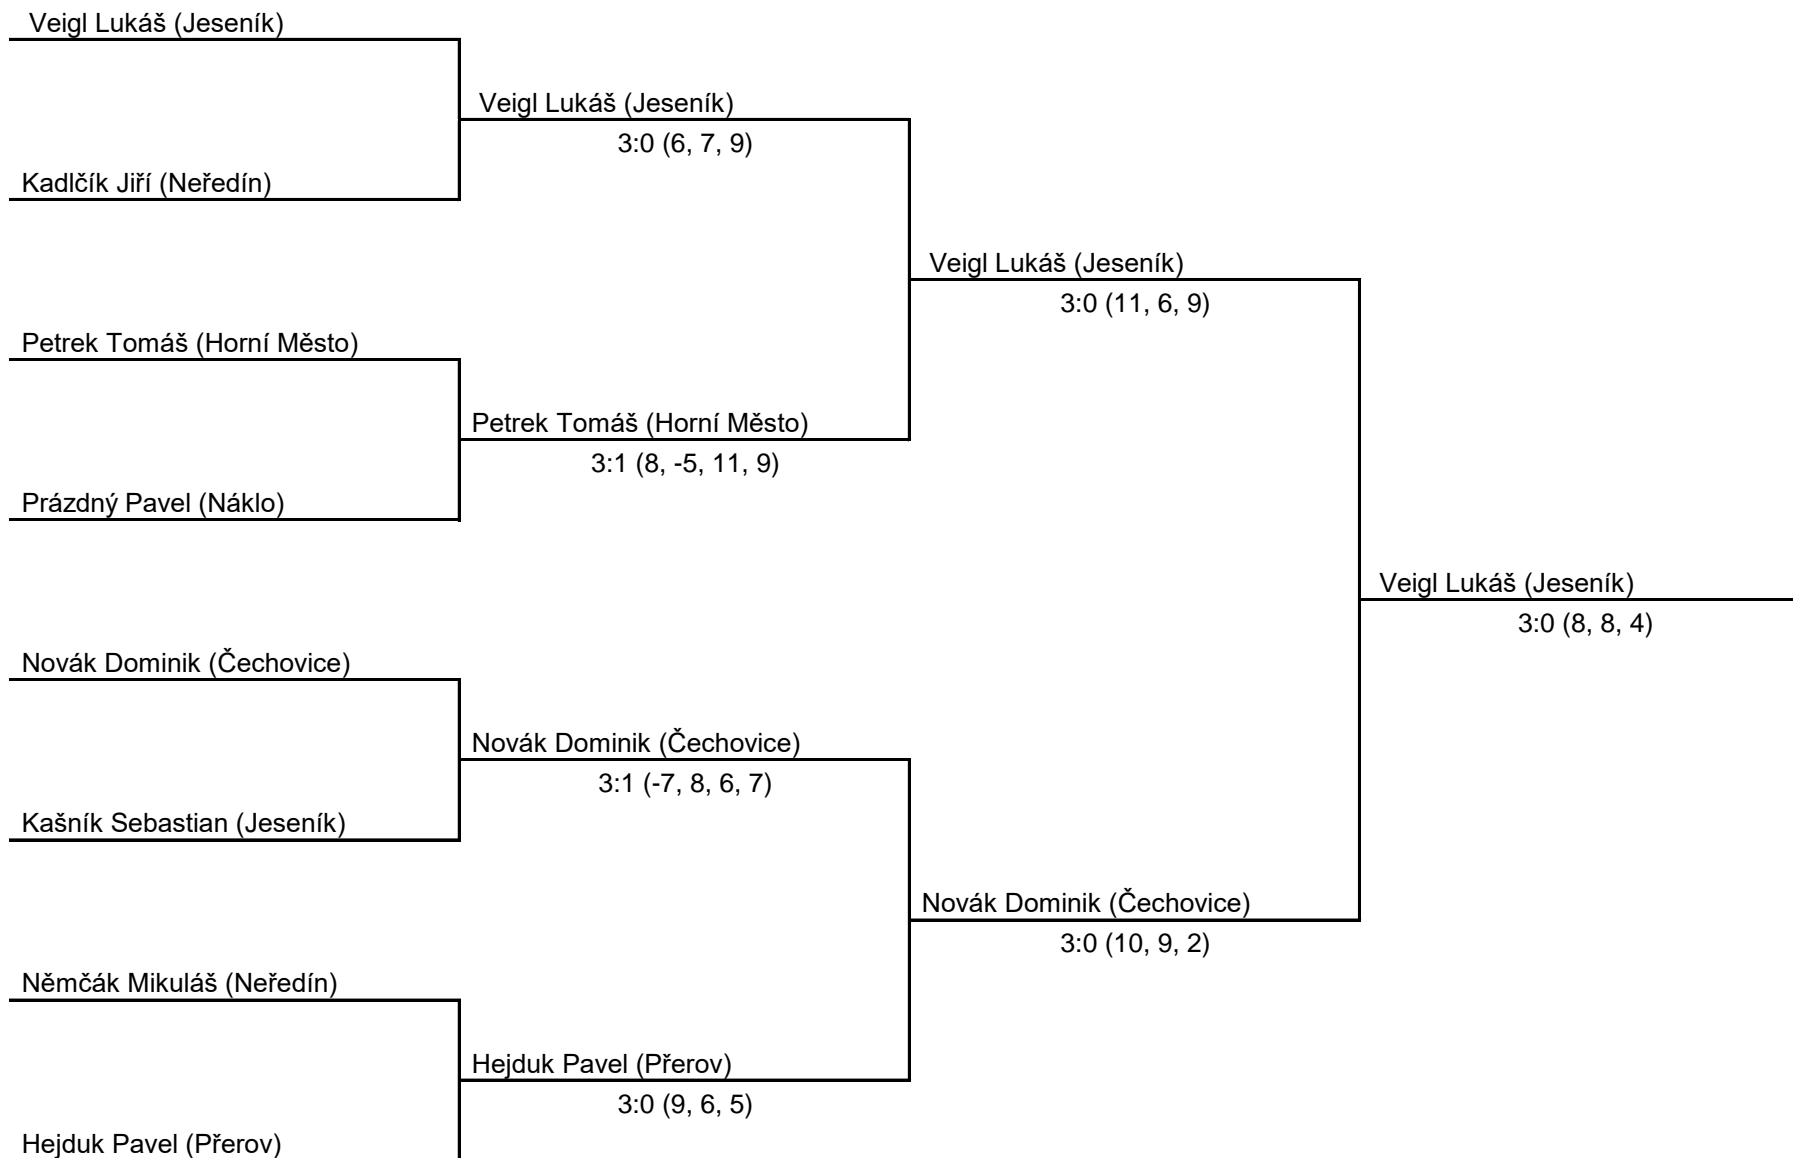 Veigl Lukáš (Jeseník)
Veigl Lukáš (Jeseník)
3:0 (6, 7, 9)
Kadlčík Jiří (Neředín)
Veigl Lukáš (Jeseník)
3:0 (11, 6, 9)
Petrek Tomáš (Horní Město)
Petrek Tomáš (Horní Město)
3:1 (8, -5, 11, 9)
Prázdný Pavel (Náklo)
Veigl Lukáš (Jeseník)
3:0 (8, 8, 4)
Novák Dominik (Čechovice)
Novák Dominik (Čechovice)
3:1 (-7, 8, 6, 7)
Kašník Sebastian (Jeseník)
Novák Dominik (Čechovice)
3:0 (10, 9, 2)
Němčák Mikuláš (Neředín)
Hejduk Pavel (Přerov)
3:0 (9, 6, 5)
Hejduk Pavel (Přerov)